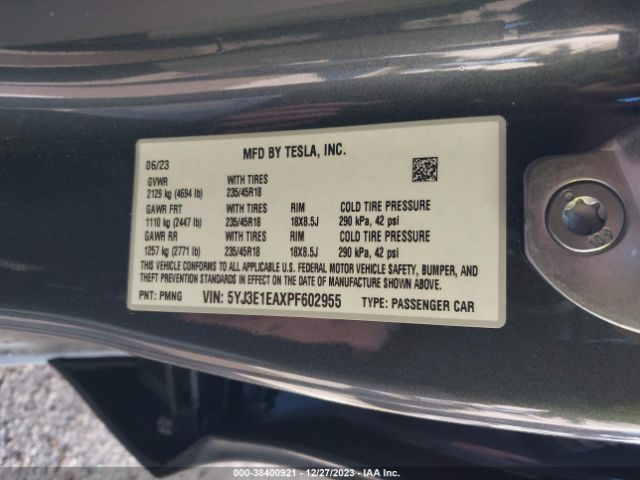 MFD BY TESLA, INC.
06/23
GVWR WITH TIRES
2129 kg (4694 lb) 235/45R18
GAWR FRT WITH TIRES RIM COLD TIRE PRESSURE
1110 kg (2447 lb) 235/45R18 18X8.5J 290 kPa, 42 psi
GAWR RR WITH TIRES RIM COLD TIRE PRESSURE
1257 kg (2771 lb) 235/45R18 18X8.5J 290 kPa, 42 psi
THIS VEHICLE CONFORMS TO ALL APPLICABLE U.S. FEDERAL MOTOR VEHICLE SAFETY, BUMPER, AND
THEFT PREVENTION STANDARDS IN EFFECT ON THE DATE OF MANUFACTURE SHOWN ABOVE.
PNT: PMNG VIN: 5YJ3E1EAXPF602955 TYPE: PASSENGER CAR
10.9
000-38400921 - 12/27/2023 - IAA Inc.